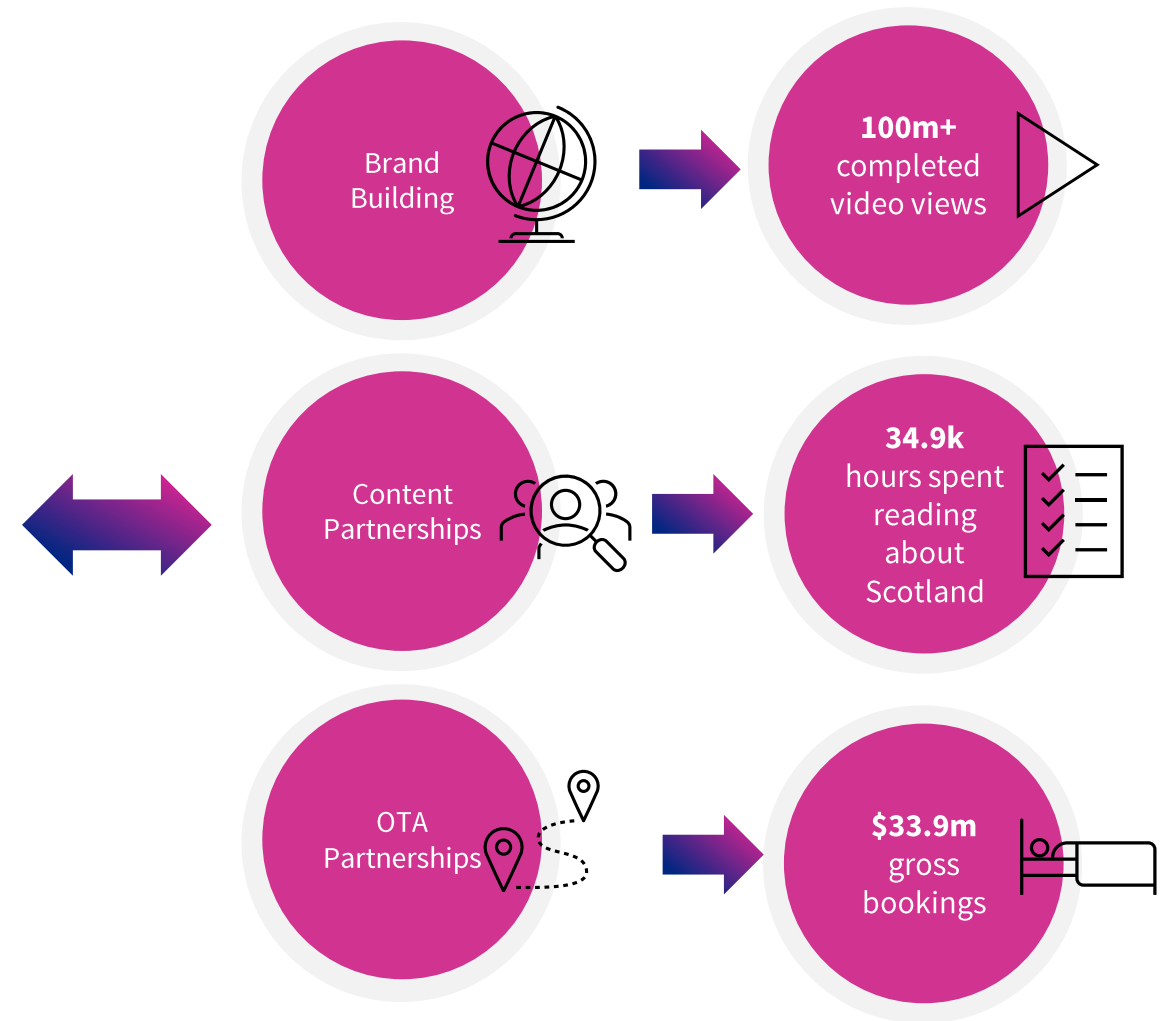 Brand
Building
100m+
completed
video views
Content
Partnerships
34.9k
hours spent
reading
about
Scotland
OTA
Partnerships
$33.9m
gross
bookings